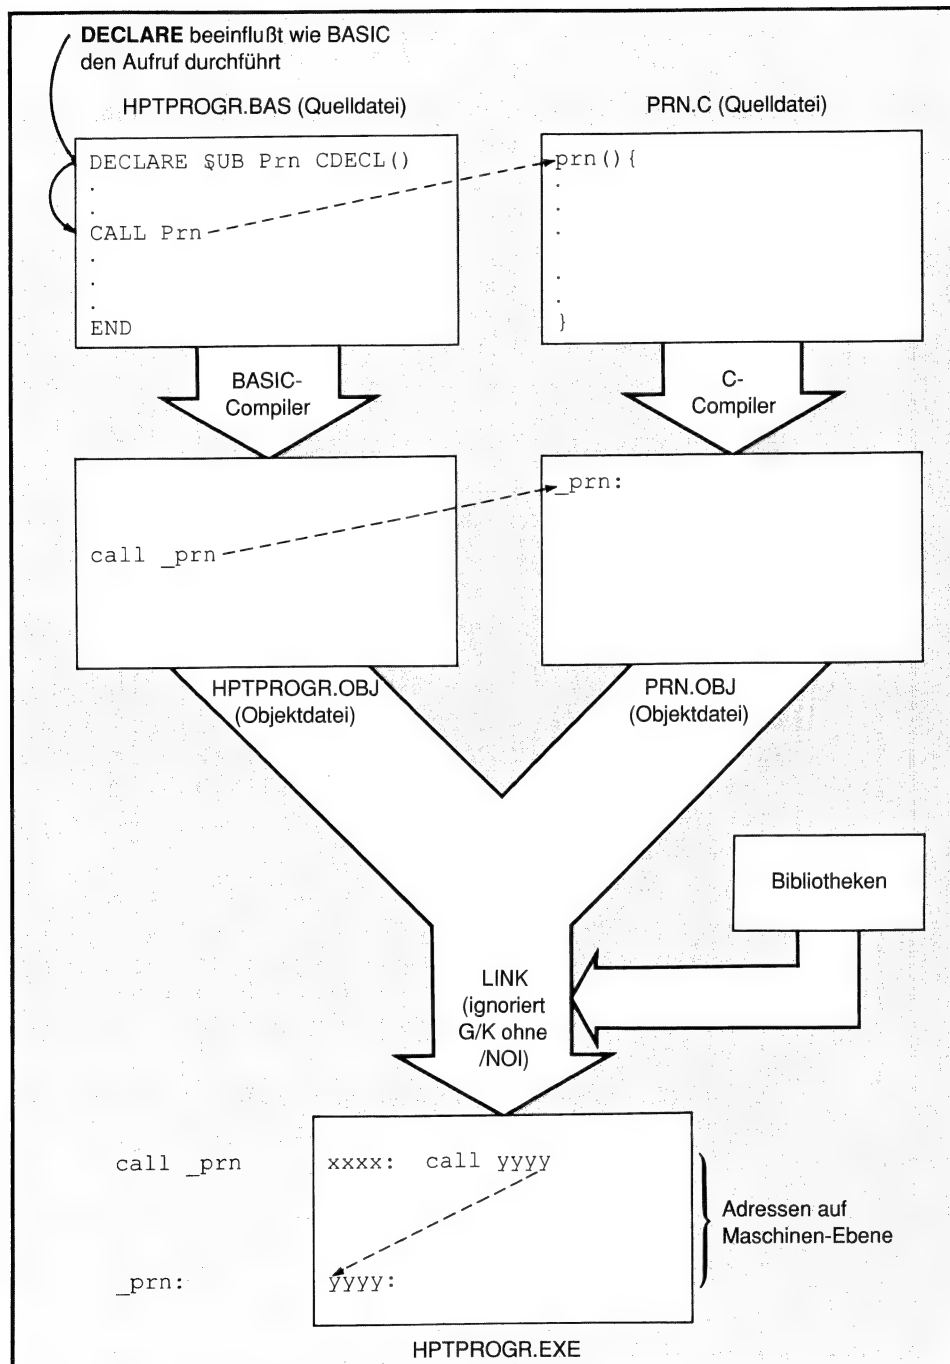 DECLARE beeinflußt wie BASIC
den Aufruf durchführt
HPTPROGR.BAS (Quelldatei)
PRN.C (Quelldatei)
DECLARE SUB Prn CDECL()
.
.
CALL Prn
.
.
.
END
prn(){
.
.
.
.
.
}
BASIC-
Compiler
C-
Compiler
call _prn
_prn:
HPTPROGR.OBJ
(Objektdatei)
PRN.OBJ
(Objektdatei)
Bibliotheken
LINK
(ignoriert
G/K ohne
/NOI)
call _prn
xxxx: call yyyy
_prn:
yyyy:
Adressen auf
Maschinen-Ebene
HPTPROGR.EXE